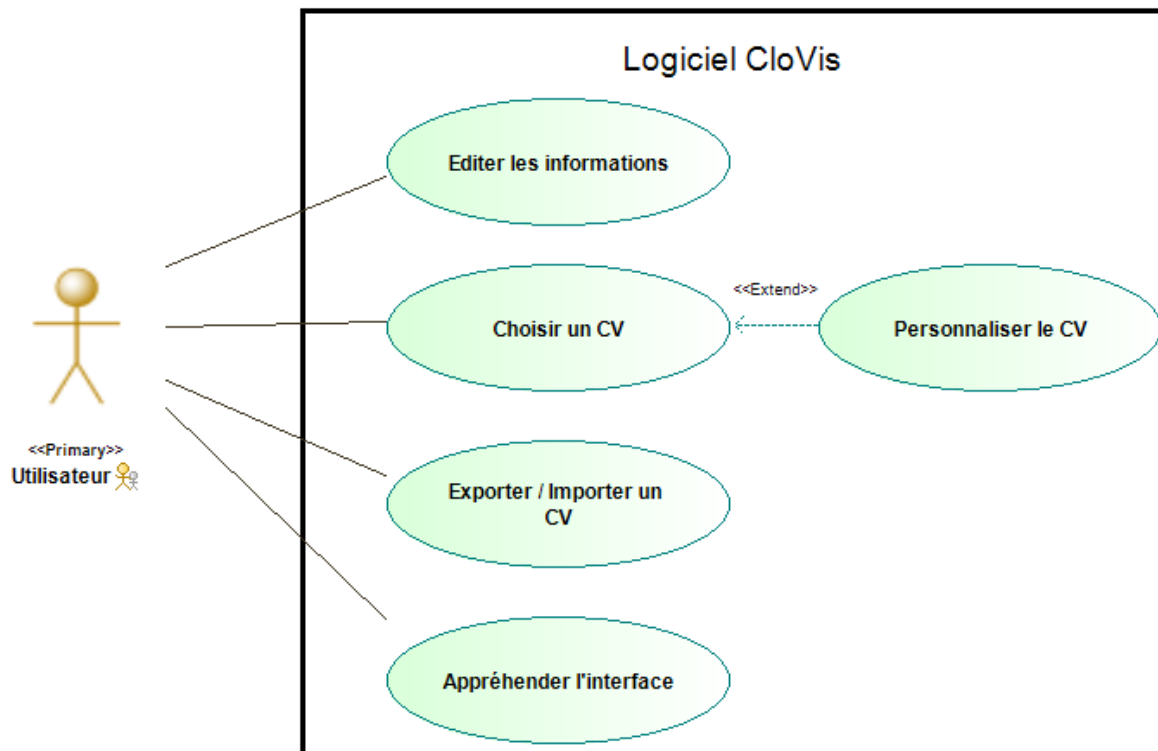 Logiciel CloVis
Editer les informations
<<Extend>>
Choisir un CV
Personnaliser le CV
<<Primary>>
Utilisateur
Exporter / Importer un
CV
Appréhender l'interface